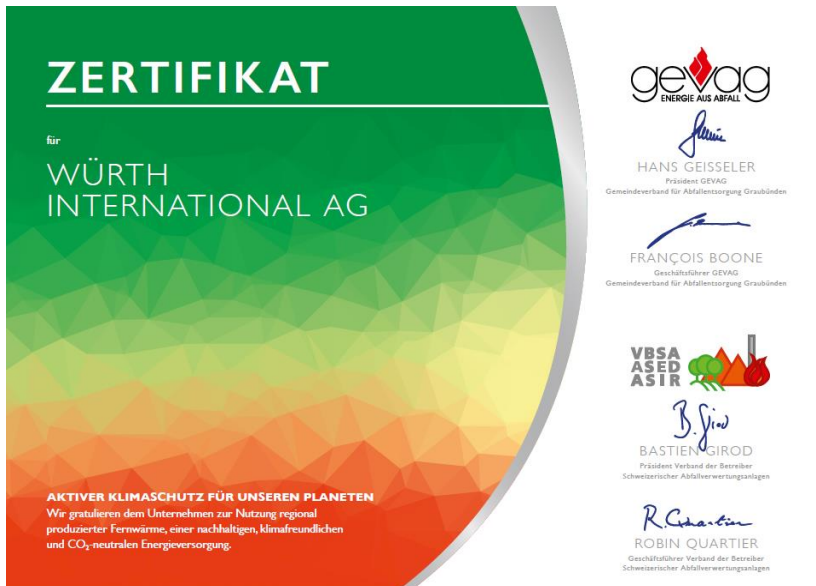 ZERTIFIKAT
für
WÜRTH
INTERNATIONAL AG
AKTIVER KLIMASCHUTZ FÜR UNSEREN PLANETEN
Wir gratulieren dem Unternehmen zur Nutzung regional
produzierter Fernwärme, einer nachhaltigen, klimafreundlichen
und CO₂-neutralen Energieversorgung.
gevag
ENERGIE AUS ABFALL
HANS GEISSELER
Präsident GEVAG
Gemeindeverband für Abfallentsorgung Graubünden
FRANÇOIS BOONE
Geschäftsführer GEVAG
Gemeindeverband für Abfallentsorgung Graubünden
VBSA
ASED
ASIR
B. Girod
BASTIEN GIROD
Präsident Verband der Betreiber
Schweizerischer Abfallverwertungsanlagen
R. Quartier
ROBIN QUARTIER
Geschäftsführer Verband der Betreiber
Schweizerischer Abfallverwertungsanlagen